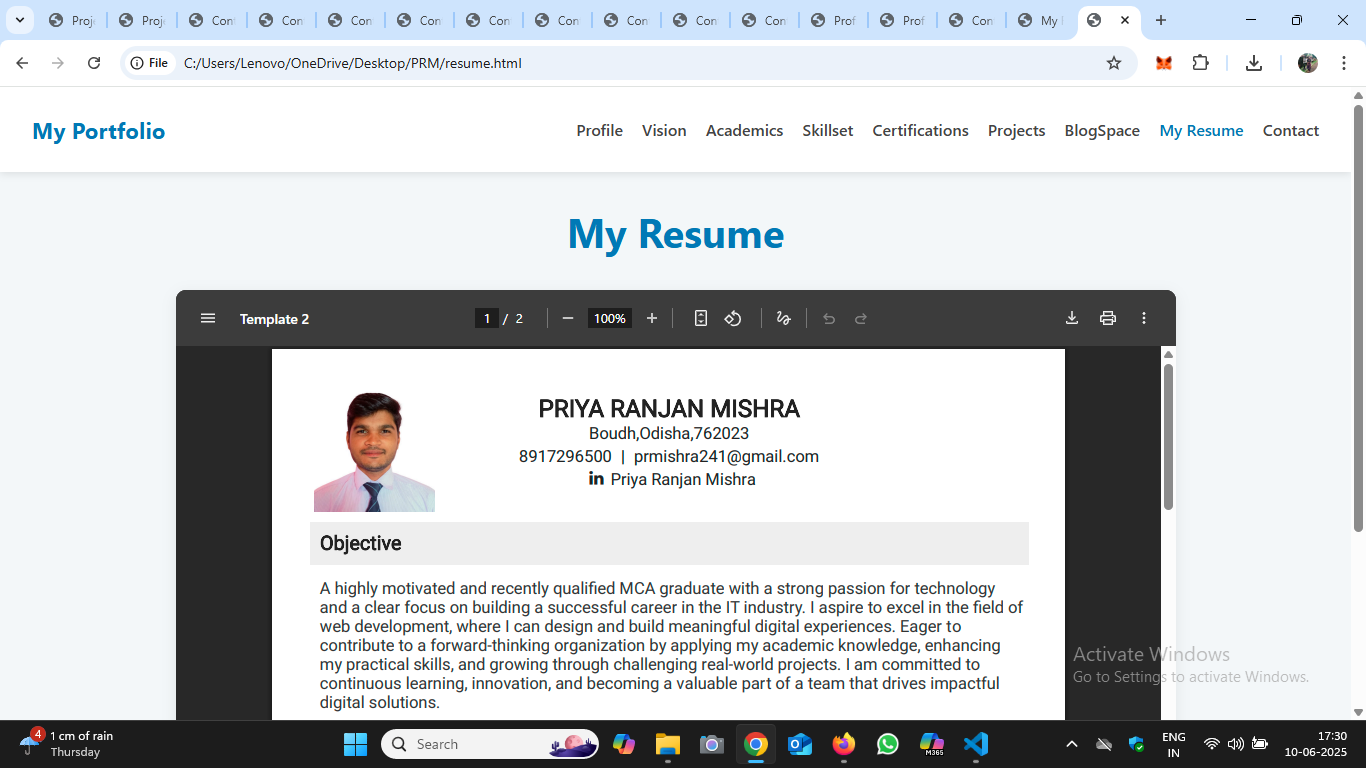 Proj
Proj
Con
Con
Con
Con
Con
Con
Con
Con
Con
Prof
Prof
Con
My
File
C:/Users/Lenovo/OneDrive/Desktop/PRM/resume.html
My Portfolio
Profile Vision Academics Skillset Certifications Projects BlogSpace My Resume Contact
My Resume
Template 2
1 / 2
100%
PRIYA RANJAN MISHRA
Boudh,Odisha,762023
8917296500 | prmishra241@gmail.com
in Priya Ranjan Mishra
Objective
A highly motivated and recently qualified MCA graduate with a strong passion for technology
and a clear focus on building a successful career in the IT industry. I aspire to excel in the field of
web development, where I can design and build meaningful digital experiences. Eager to
contribute to a forward-thinking organization by applying my academic knowledge, enhancing
my practical skills, and growing through challenging real-world projects. I am committed to
continuous learning, innovation, and becoming a valuable part of a team that drives impactful
digital solutions.
Activate Windows
Go to Settings to activate Windows.
4
1 cm of rain
Thursday
Search
M365
ENG
IN
17:30
10-06-2025